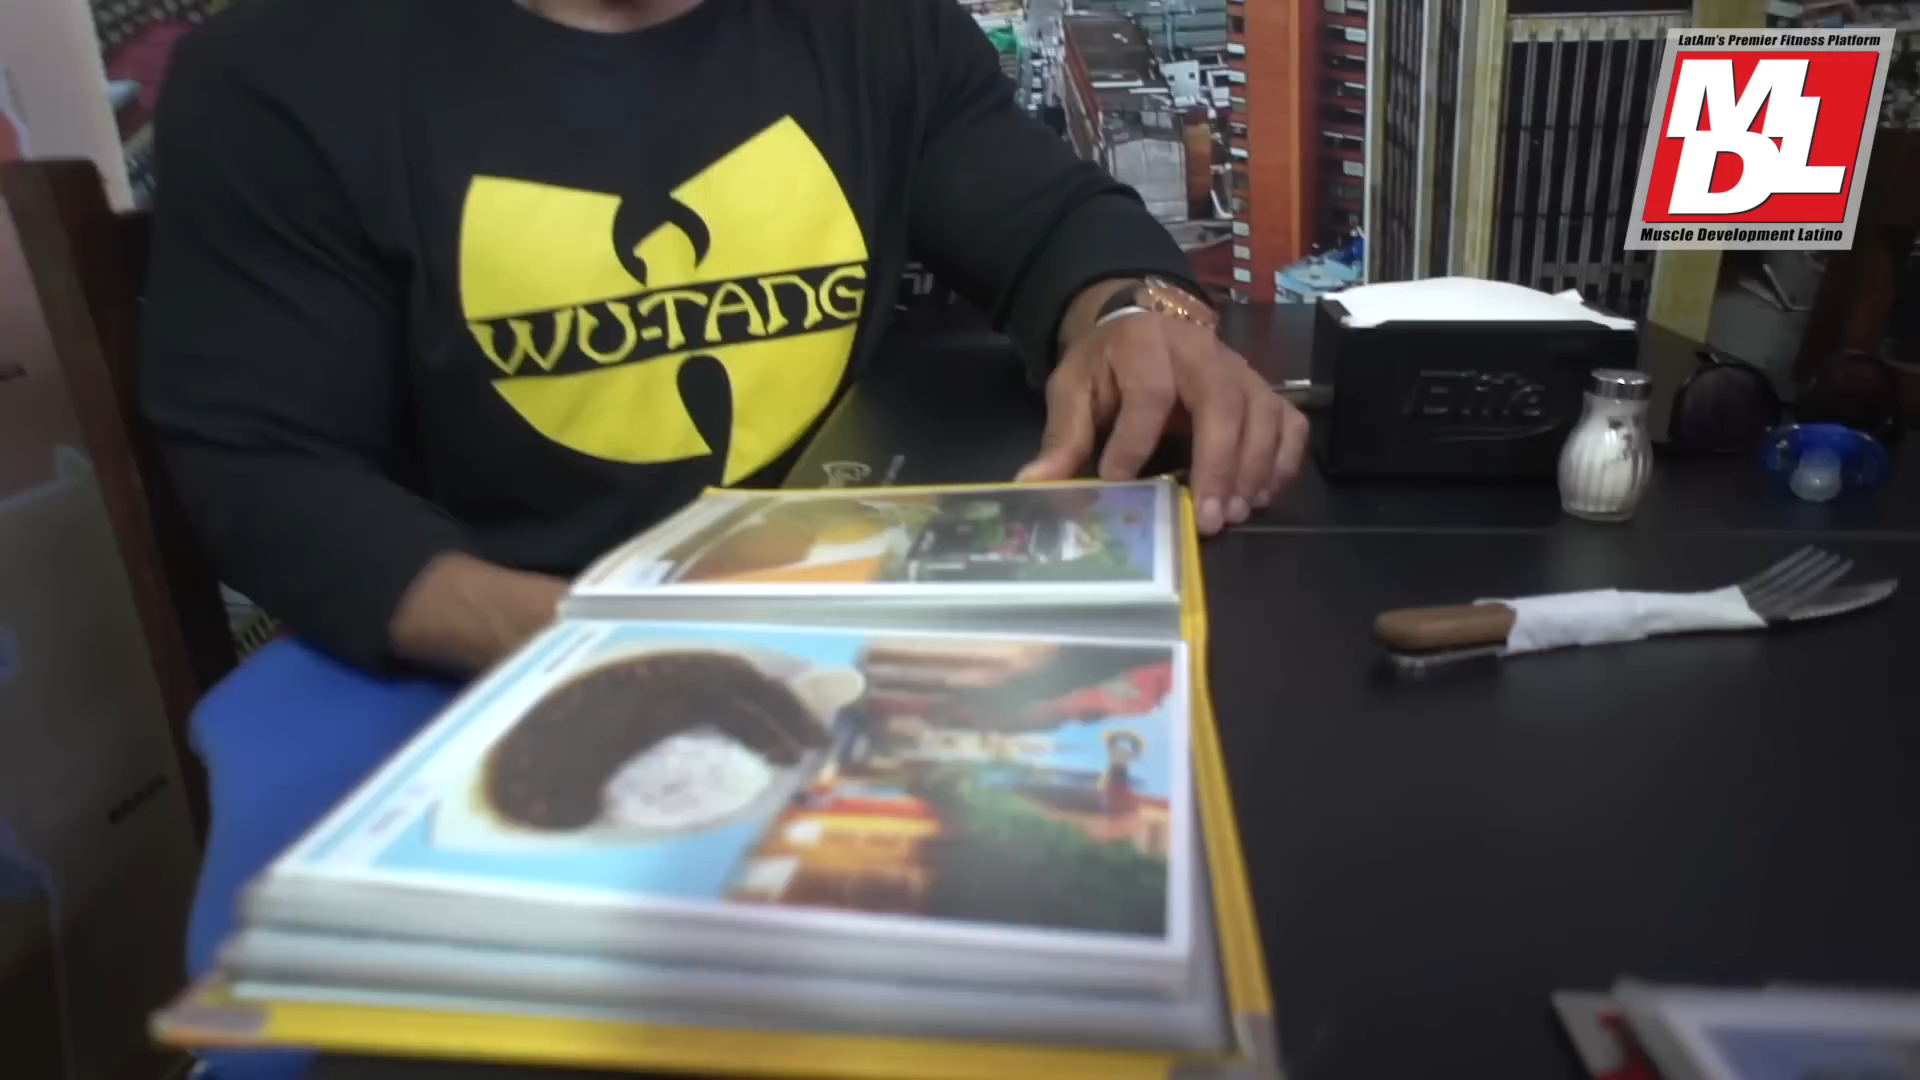 LatAm's Premier Fitness Platform
MDL
Muscle Development Latino
WU-TANG
Elite